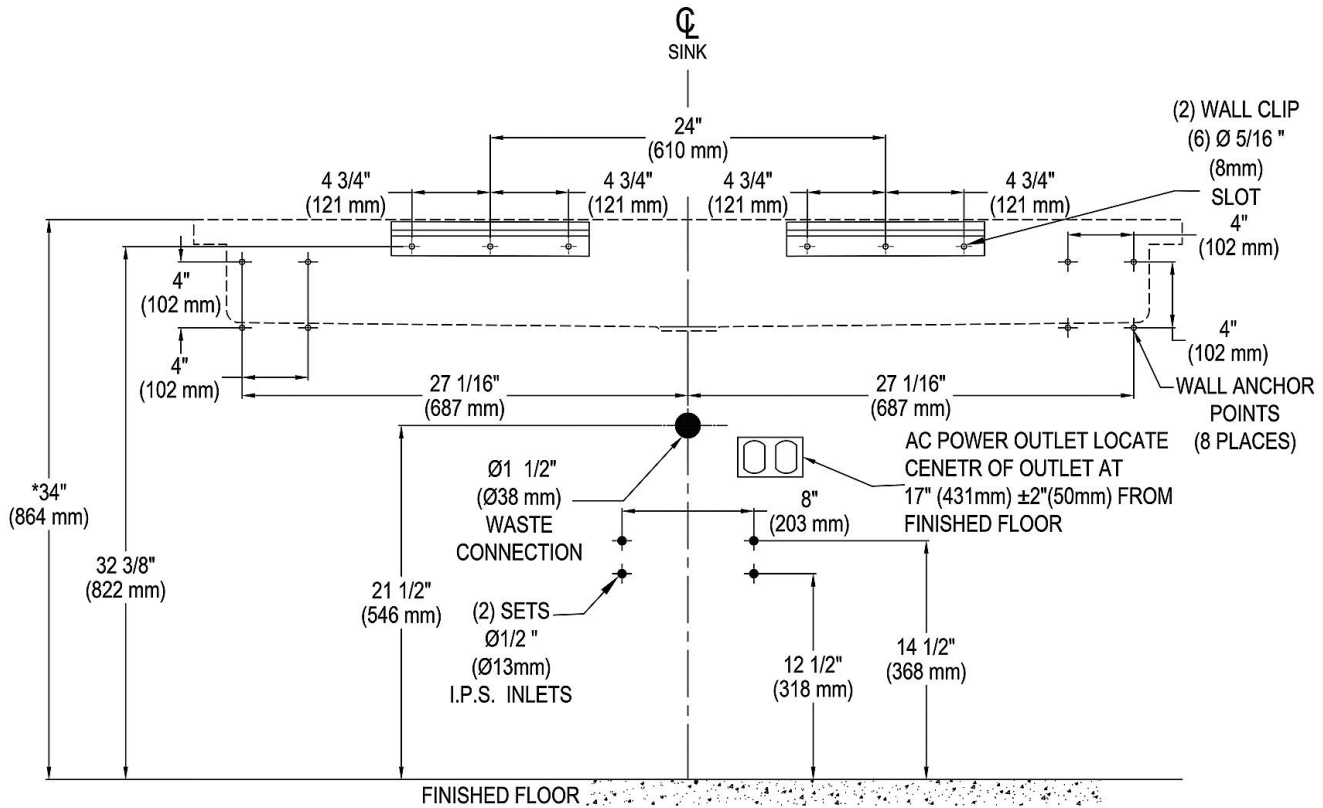 CL
SINK
24"
(610 mm)
(2) WALL CLIP
(6) Ø 5/16 "
(8mm)
SLOT
4 3/4"
(121 mm)
4 3/4"
(121 mm)
4 3/4"
(121 mm)
4 3/4"
(121 mm)
4"
(102 mm)
4"
(102 mm)
4"
(102 mm)
4"
(102 mm)
27 1/16"
(687 mm)
27 1/16"
(687 mm)
WALL ANCHOR
POINTS
(8 PLACES)
AC POWER OUTLET LOCATE
CENETR OF OUTLET AT
17" (431mm) ±2"(50mm) FROM
FINISHED FLOOR
Ø1 1/2"
(Ø38 mm)
WASTE
CONNECTION
8"
(203 mm)
*34"
(864 mm)
32 3/8"
(822 mm)
21 1/2"
(546 mm)
(2) SETS
Ø1/2 "
(Ø13mm)
I.P.S. INLETS
12 1/2"
(318 mm)
14 1/2"
(368 mm)
FINISHED FLOOR